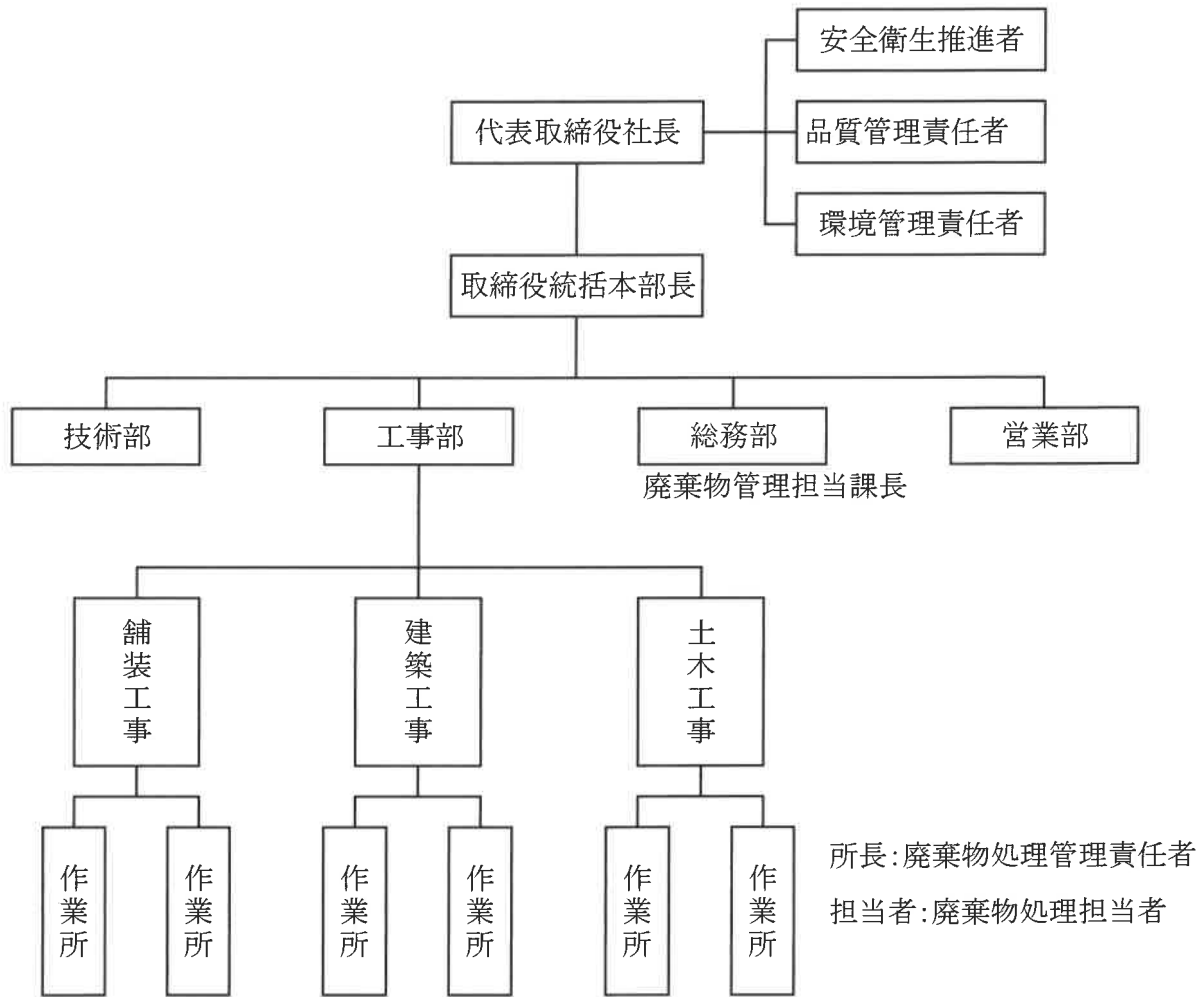 安全衛生推進者
代表取締役社長
品質管理責任者
環境管理責任者
取締役統括本部長
技術部
工事部
総務部
営業部
廃棄物管理担当課長
舗装工事
建築工事
土木工事
作業所
作業所
作業所
作業所
作業所
作業所
所長:廃棄物処理管理責任者
担当者:廃棄物処理担当者